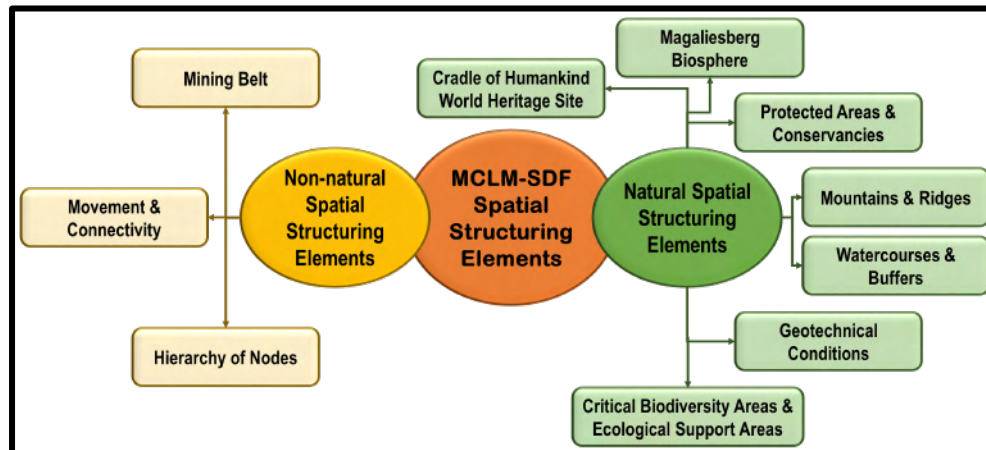 Mining Belt
Movement &
Connectivity
Hierarchy of Nodes
Non-natural
Spatial
Structuring
Elements
MCLM-SDF
Spatial
Structuring
Elements
Natural Spatial
Structuring
Elements
Cradle of Humankind
World Heritage Site
Magaliesberg
Biosphere
Protected Areas &
Conservancies
Mountains & Ridges
Watercourses &
Buffers
Geotechnical
Conditions
Critical Biodiversity Areas &
Ecological Support Areas